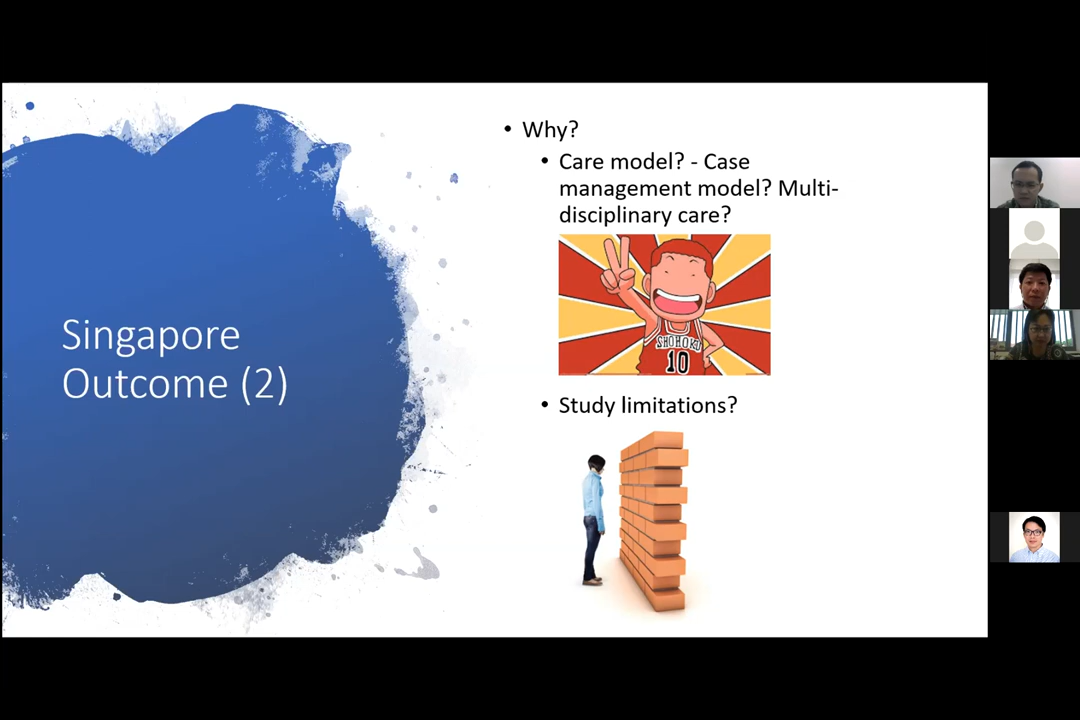 Singapore
Outcome (2)
• Why?
• Care model? - Case
management model? Multi-
disciplinary care?
SHOHOKU
10
• Study limitations?